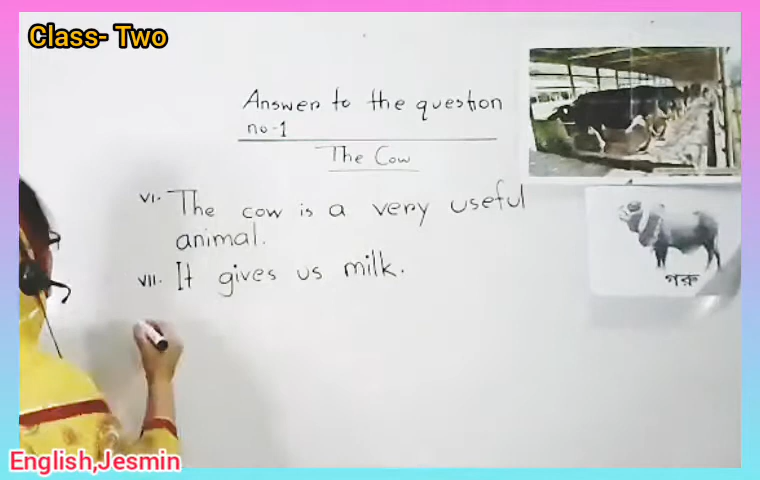 Class- Two
Answer to the question
no-1
The Cow
VI. The cow is a very useful
animal.
VII. It gives us milk.
গরু
English,Jesmin